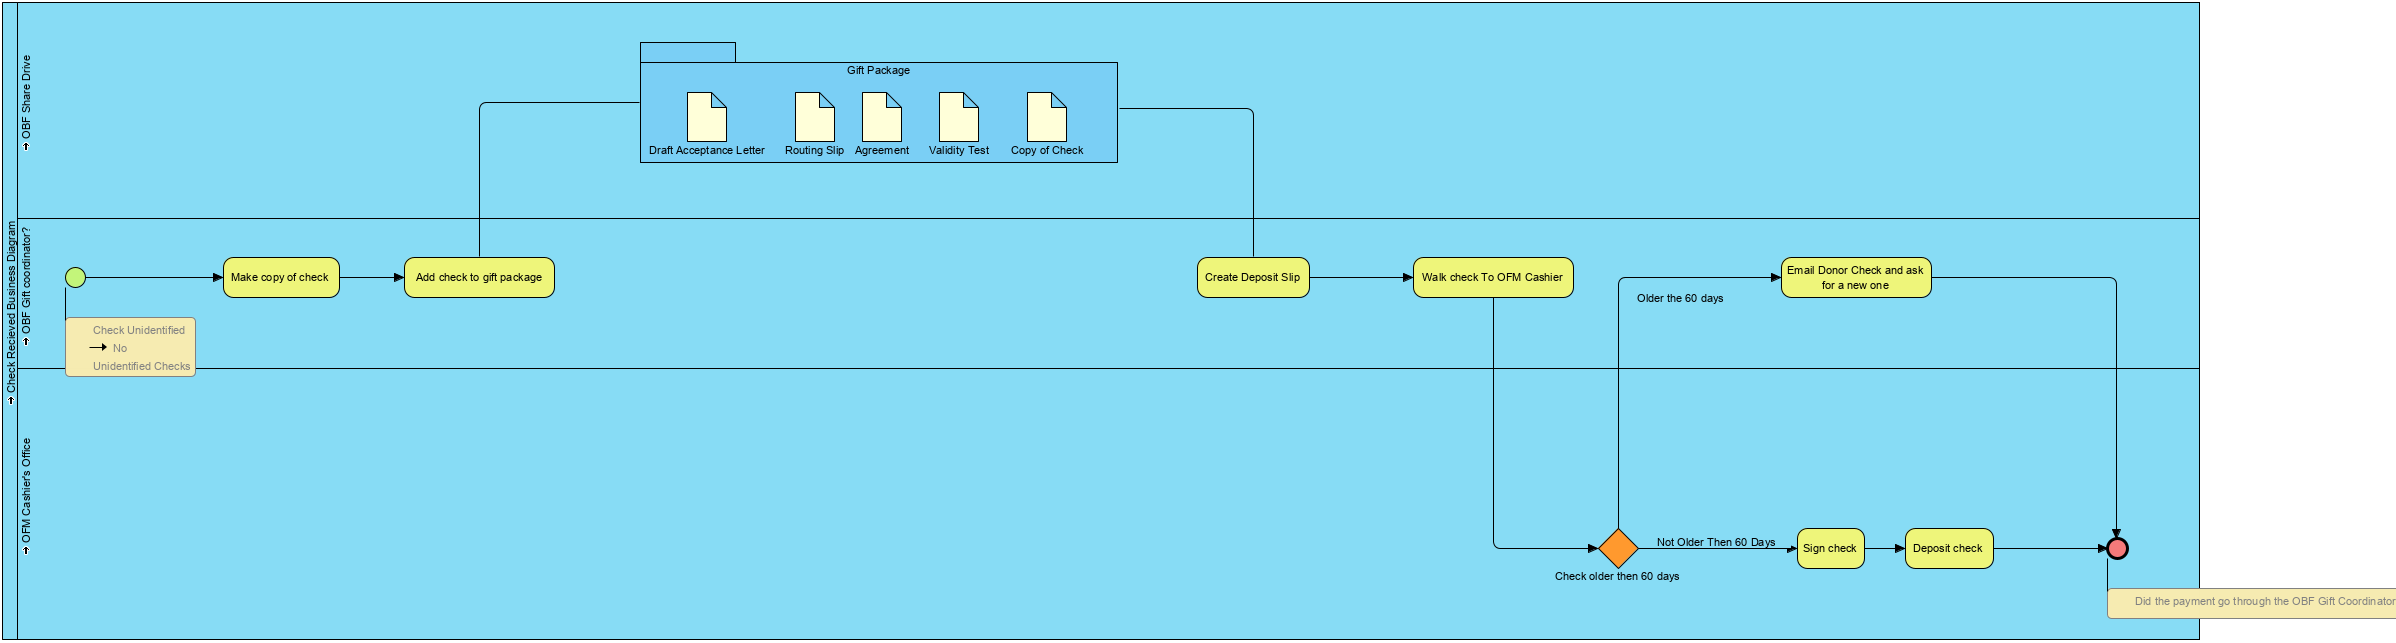 Check Recieved Business Diagram
OBF Share Drive
Gift Package
Draft Acceptance Letter
Routing Slip
Agreement
Validity Test
Copy of Check
OBF Gift coordinator?
Make copy of check
Add check to gift package
Create Deposit Slip
Walk check To OFM Cashier
Email Donor Check and ask
for a new one
Older the 60 days
Check Unidentified
No
Unidentified Checks
OFM Cashier's Office
Not Older Then 60 Days
Sign check
Deposit check
Check older then 60 days
Did the payment go through the OBF Gift Coordinator